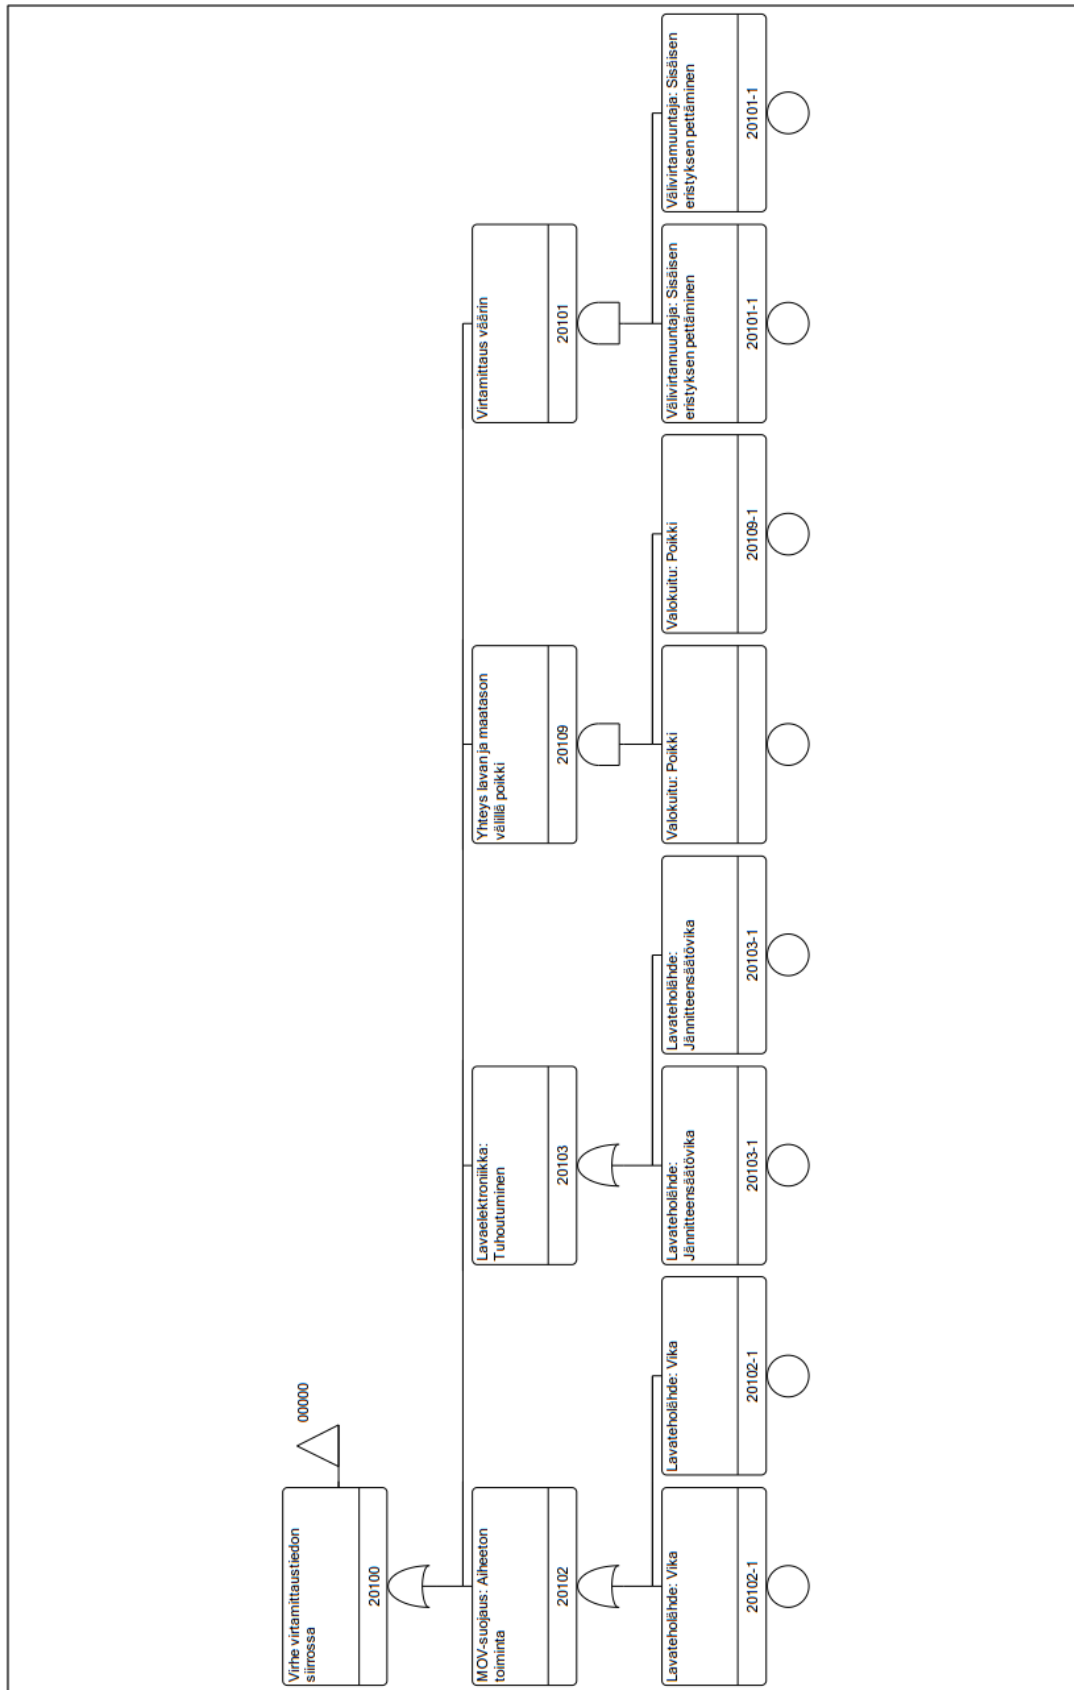 Virhe virtamittaustiedon
siirrossa
20100
00000
MOV-suojaus: Aiheeton
toiminta
20102
Lavaelektroniikka:
Tuhoutuminen
20103
Yhteys lavan ja maatason
välillä poikki
20109
Virtamittaus väärin
20101
Lavateholähde: Vika
20102-1
Lavateholähde: Vika
20102-1
Lavateholähde:
Jännitteensäätövika
20103-1
Lavateholähde:
Jännitteensäätövika
20103-1
Valokuitu: Poikki
Valokuitu: Poikki
20109-1
Välivirtamuuntaja: Sisäisen
eristyksen pettäminen
20101-1
Välivirtamuuntaja: Sisäisen
eristyksen pettäminen
20101-1